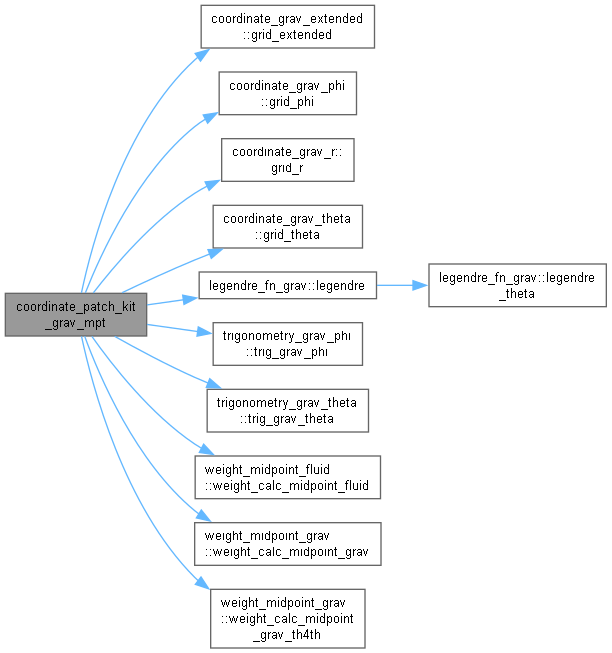 coordinate_grav_extended
::grid_extended
coordinate_grav_phi
::grid_phi
coordinate_grav_r::
grid_r
coordinate_grav_theta
::grid_theta
legendre_fn_grav::legendre
legendre_fn_grav::legendre
_theta
coordinate_patch_kit
_grav_mpt
trigonometry_grav_phi
::trig_grav_phi
trigonometry_grav_theta
::trig_grav_theta
weight_midpoint_fluid
::weight_calc_midpoint_fluid
weight_midpoint_grav
::weight_calc_midpoint_grav
weight_midpoint_grav
::weight_calc_midpoint
_grav_th4th